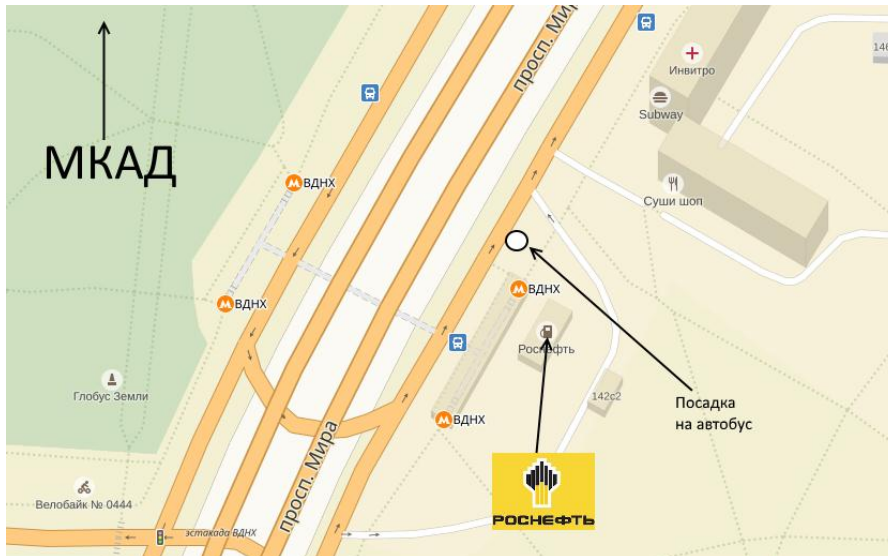 просп. Мира
146
Инвитро
Subway
МКАД
ВДНХ
Суши шоп
ВДНХ
ВДНХ
Роснефть
Глобус Земли
142с2
Посадка
на автобус
ВДНХ
просп. Мира
РОСНЕФТЬ
Велобайк № 0444
эстакада ВДНХ